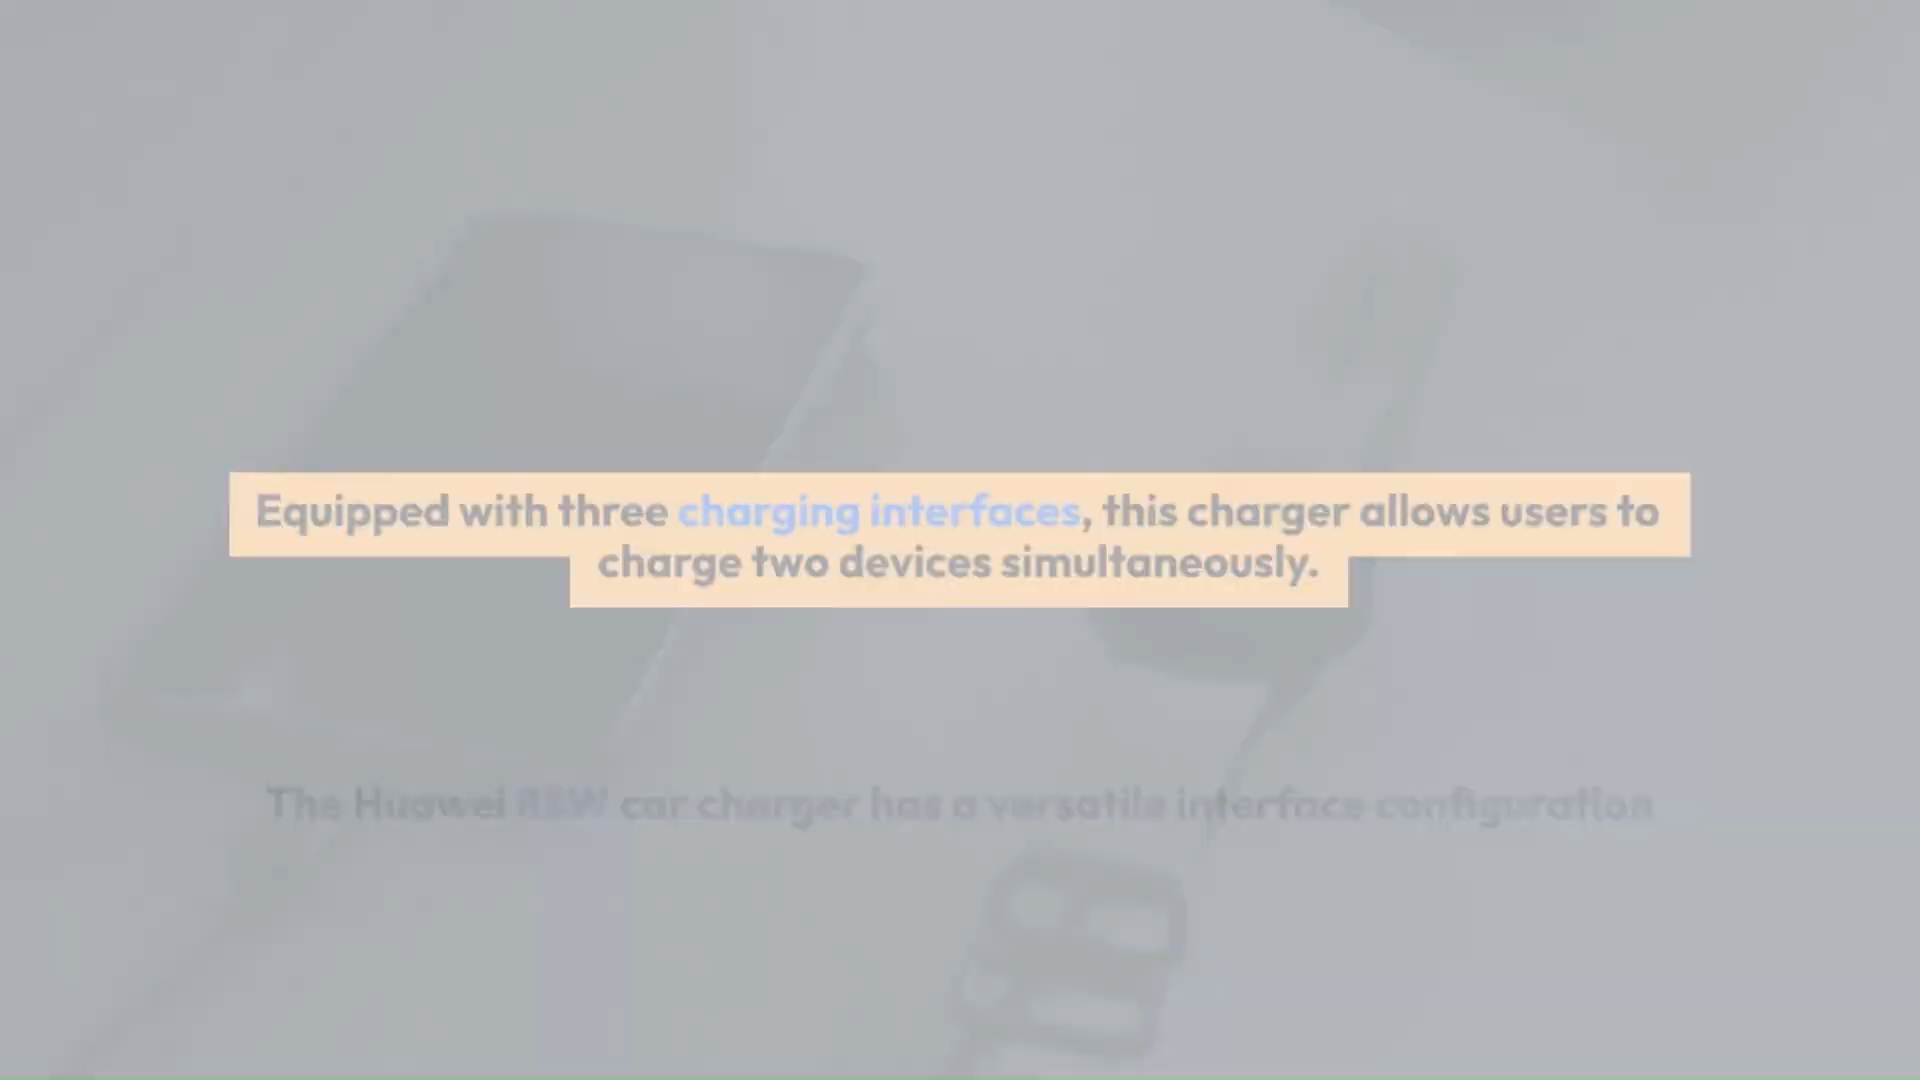 Equipped with three charging interfaces, this charger allows users to
charge two devices simultaneously.
The Huawei 88W car charger has a versatile interface configuration